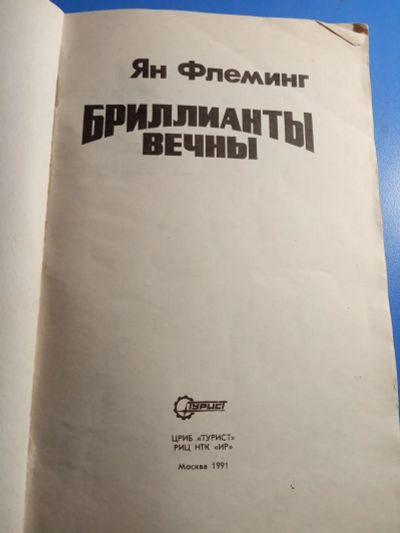 Ян Флеминг
БРИЛЛИАНТЫ
ВЕЧНЫ
ТУРИСТ
ЦРИБ «ТУРИСТ»
РИЦ НТК «ИР»
Москва 1991